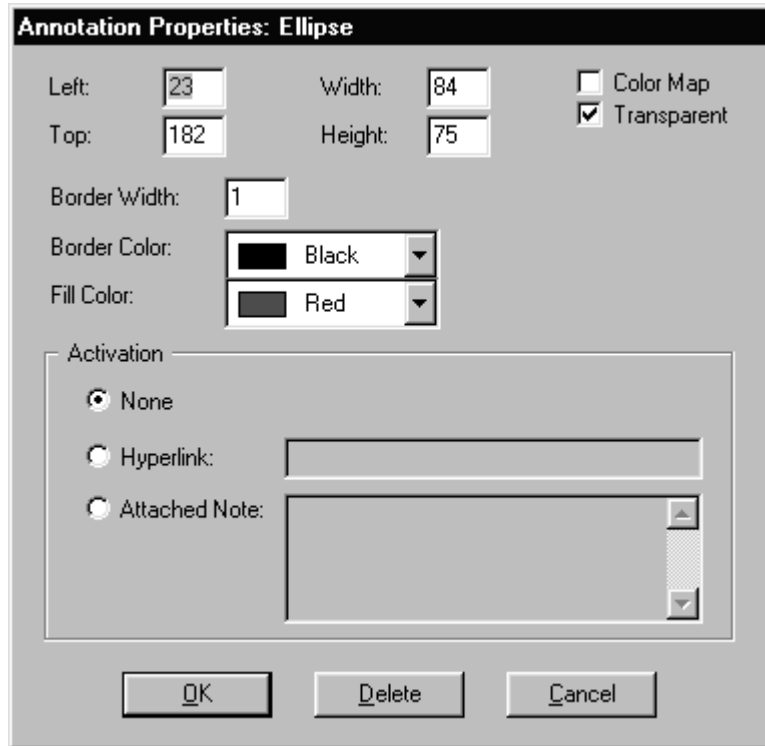 Annotation Properties: Ellipse
Left: 23 Width: 84 Color Map
Top: 182 Height: 75 Transparent
Border Width: 1
Border Color: Black
Fill Color: Red
Activation
None
Hyperlink:
Attached Note:
OK Delete Cancel